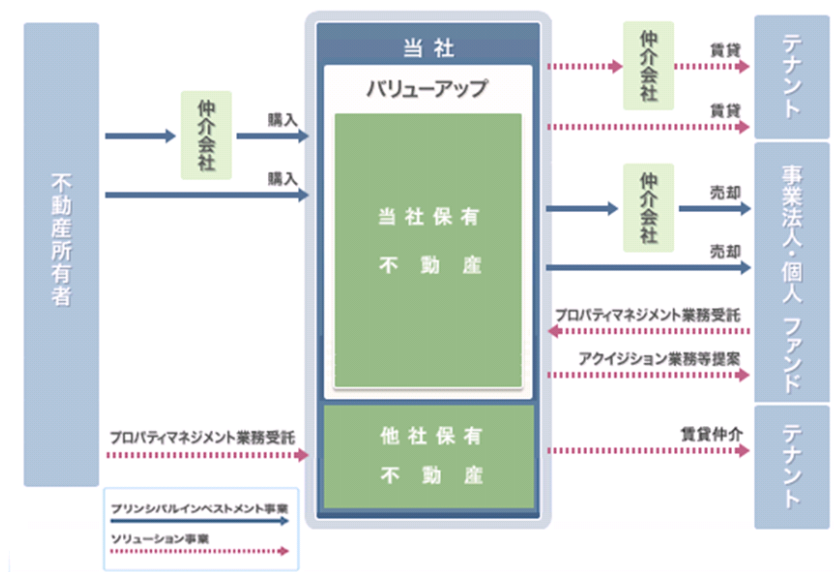 不動産所有者
仲介会社
購入
購入
プロパティマネジメント業務受託
当社
バリューアップ
当社保有
不動産
他社保有
不動産
仲介会社
賃貸
賃貸
テナント
仲介会社
売却
売却
プロパティマネジメント業務受託
アクイジション業務等提案
事業法人・個人 ファンド
賃貸仲介
テナント
プリンシパルインベストメント事業
ソリューション事業